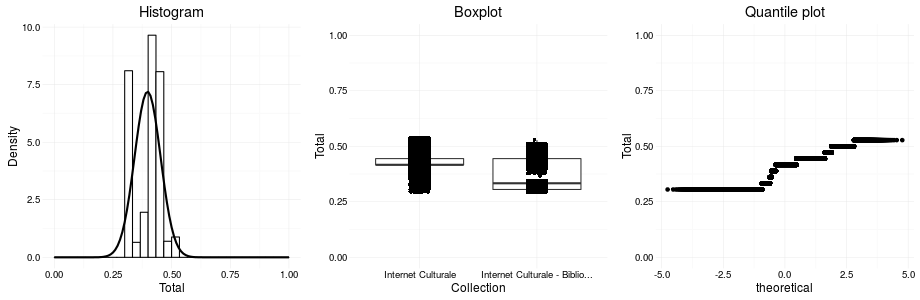 Histogram
Boxplot
Quantile plot
10.0
7.5
5.0
2.5
0.0
Density
0.00
0.25
0.50
0.75
1.00
Total
1.00
0.75
0.50
0.25
0.00
Total
Internet Culturale
Internet Culturale - Biblio...
Collection
1.00
0.75
0.50
0.25
0.00
Total
-5.0
-2.5
0.0
2.5
5.0
theoretical